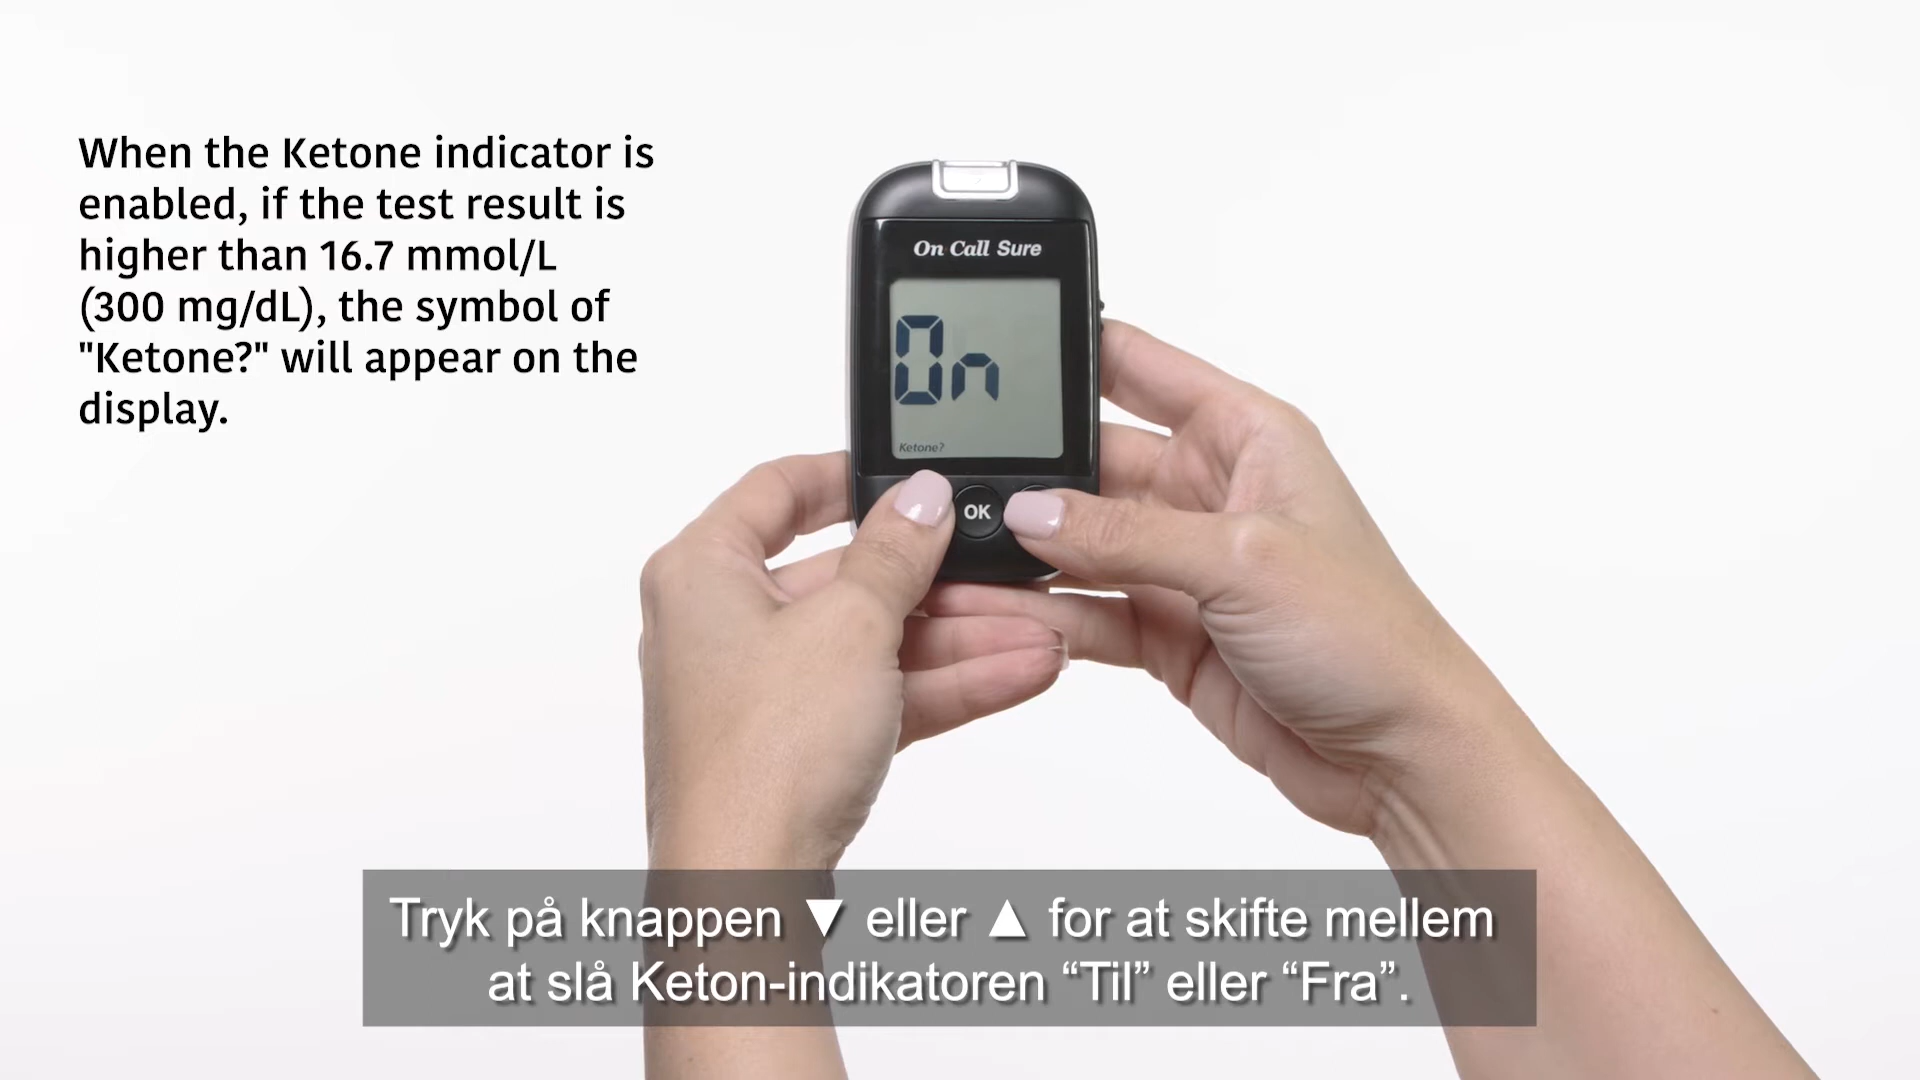 When the Ketone indicator is
enabled, if the test result is
higher than 16.7 mmol/L
(300 mg/dL), the symbol of
"Ketone?" will appear on the
display.
On Call Sure
On
Ketone?
OK
Tryk på knappen ▼ eller ▲ for at skifte mellem
at slå Keton-indikatoren “Til” eller “Fra”.